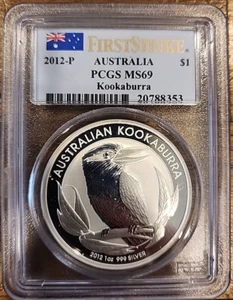 FIRSTSTRIKE
2012-P AUSTRALIA $1
PCGS MS69
Kookaburra
20788353
AUSTRALIAN KOOKABURRA
2012 1oz 999 SILVER